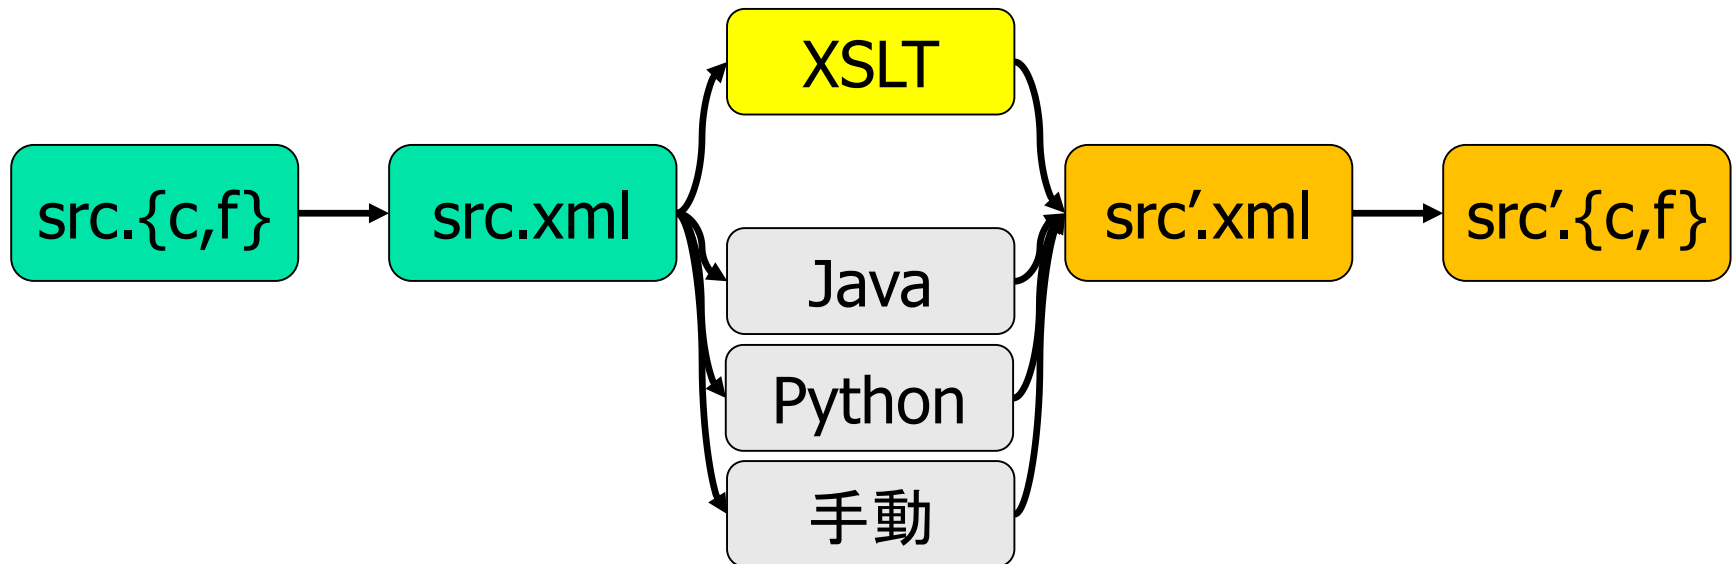 XSLT
src.{c,f}
src.xml
src’.xml
src’.{c,f}
Java
Python
手動